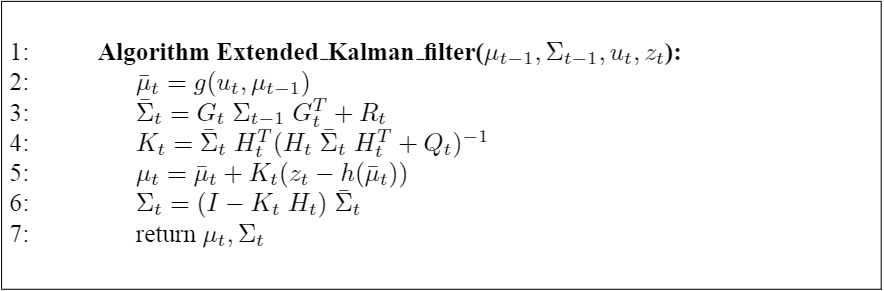 1: Algorithm Extended_Kalman_filter(μ_{t−1}, Σ_{t−1}, u_t, z_t):
2: μ̄_t = g(u_t, μ_{t−1})
3: Σ̄_t = G_t Σ_{t−1} G_t^T + R_t
4: K_t = Σ̄_t H_t^T(H_t Σ̄_t H_t^T + Q_t)^{−1}
5: μ_t = μ̄_t + K_t(z_t − h(μ̄_t))
6: Σ_t = (I − K_t H_t) Σ̄_t
7: return μ_t, Σ_t